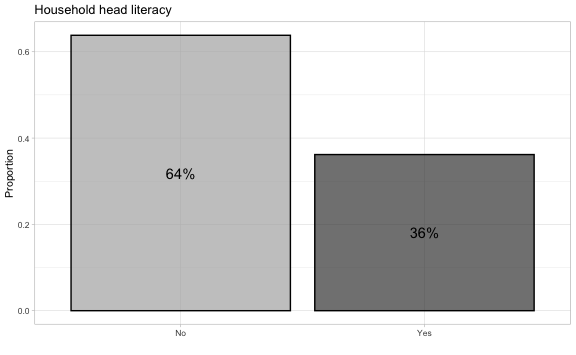 Household head literacy
Proportion
0.6
0.4
0.2
0.0
64%
36%
No
Yes